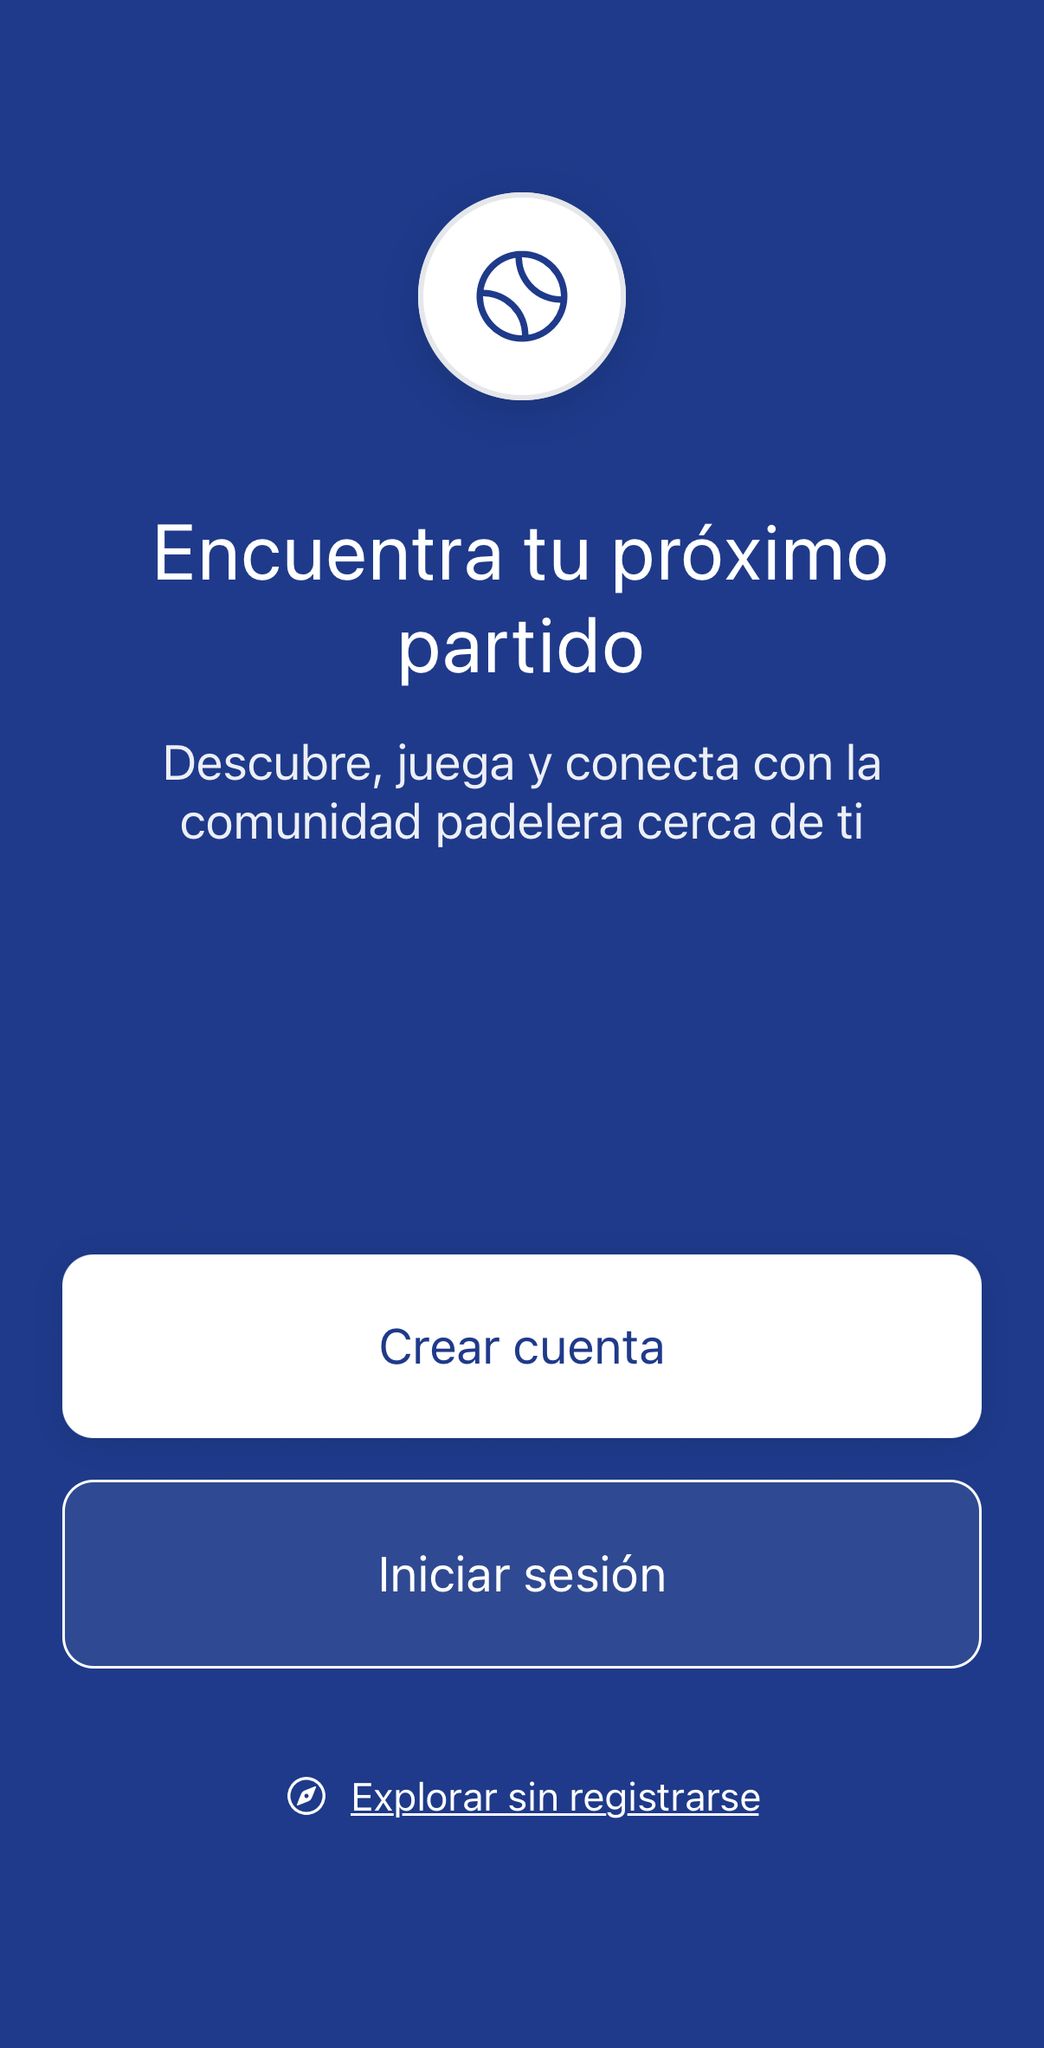 Encuentra tu próximo
partido
Descubre, juega y conecta con la
comunidad padelera cerca de ti
Crear cuenta
Iniciar sesión
Explorar sin registrarse